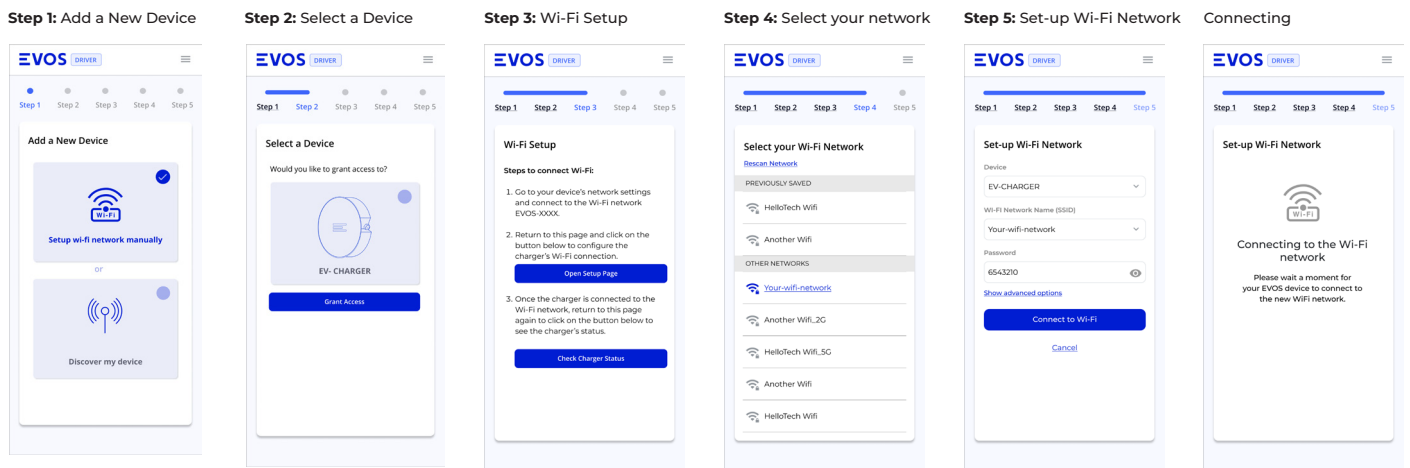 Step 1: Add a New Device
EVOS DRIVER
Step 1 Step 2 Step 3 Step 4 Step 5
Add a New Device
Wi-Fi
Setup wi-fi network manually
or
Discover my device
Step 2: Select a Device
EVOS DRIVER
Step 1 Step 2 Step 3 Step 4 Step 5
Select a Device
Would you like to grant access to?
EV- CHARGER
Grant Access
Step 3: Wi-Fi Setup
EVOS DRIVER
Step 1 Step 2 Step 3 Step 4 Step 5
Wi-Fi Setup
Steps to connect Wi-Fi:
1. Go to your device's network settings
and connect to the Wi-Fi network
EVOS-XXXX.
2. Return to this page and click on the
button below to configure the
charger's Wi-Fi connection.
Open Setup Page
3. Once the charger is connected to the
Wi-Fi network, return to this page
again to click on the button below to
see the charger's status.
Check Charger Status
Step 4: Select your network
EVOS DRIVER
Step 1 Step 2 Step 3 Step 4 Step 5
Select your Wi-Fi Network
Rescan Network
PREVIOUSLY SAVED
HelloTech Wifi
Another Wifi
OTHER NETWORKS
Your-wifi-network
Another Wifi_2G
HelloTech Wifi_5G
Another Wifi
HelloTech Wifi
Step 5: Set-up Wi-Fi Network
EVOS DRIVER
Step 1 Step 2 Step 3 Step 4 Step 5
Set-up Wi-Fi Network
Device
EV-CHARGER
Wi-Fi Network Name (SSID)
Your-wifi-network
Password
6543210
Show advanced options
Connect to Wi-Fi
Cancel
Connecting
EVOS DRIVER
Step 1 Step 2 Step 3 Step 4 Step 5
Set-up Wi-Fi Network
Wi-Fi
Connecting to the Wi-Fi
network
Please wait a moment for
your EVOS device to connect to
the new WiFi network.